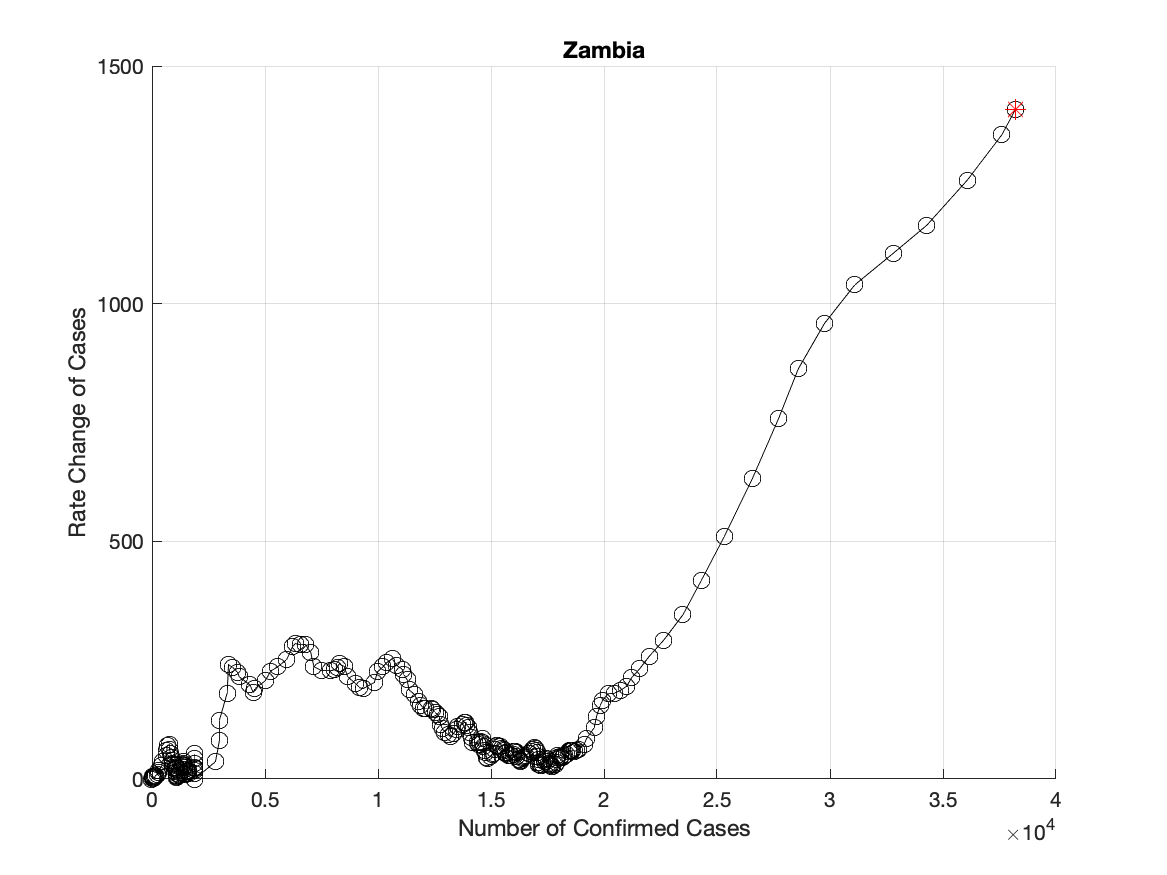 Zambia
1500
1000
500
0
Rate Change of Cases
0 0.5 1 1.5 2 2.5 3 3.5 4
Number of Confirmed Cases
×10⁴